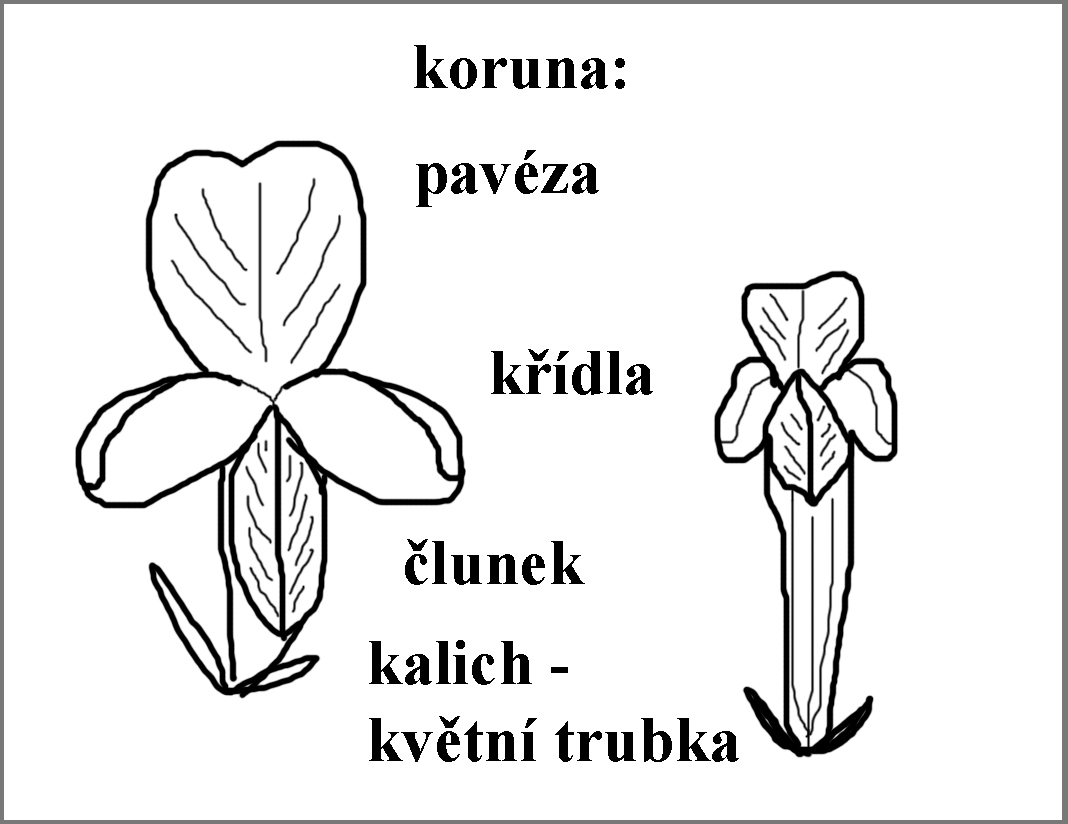 koruna:
pavéza
křídla
člunek
kalich -
květní trubka